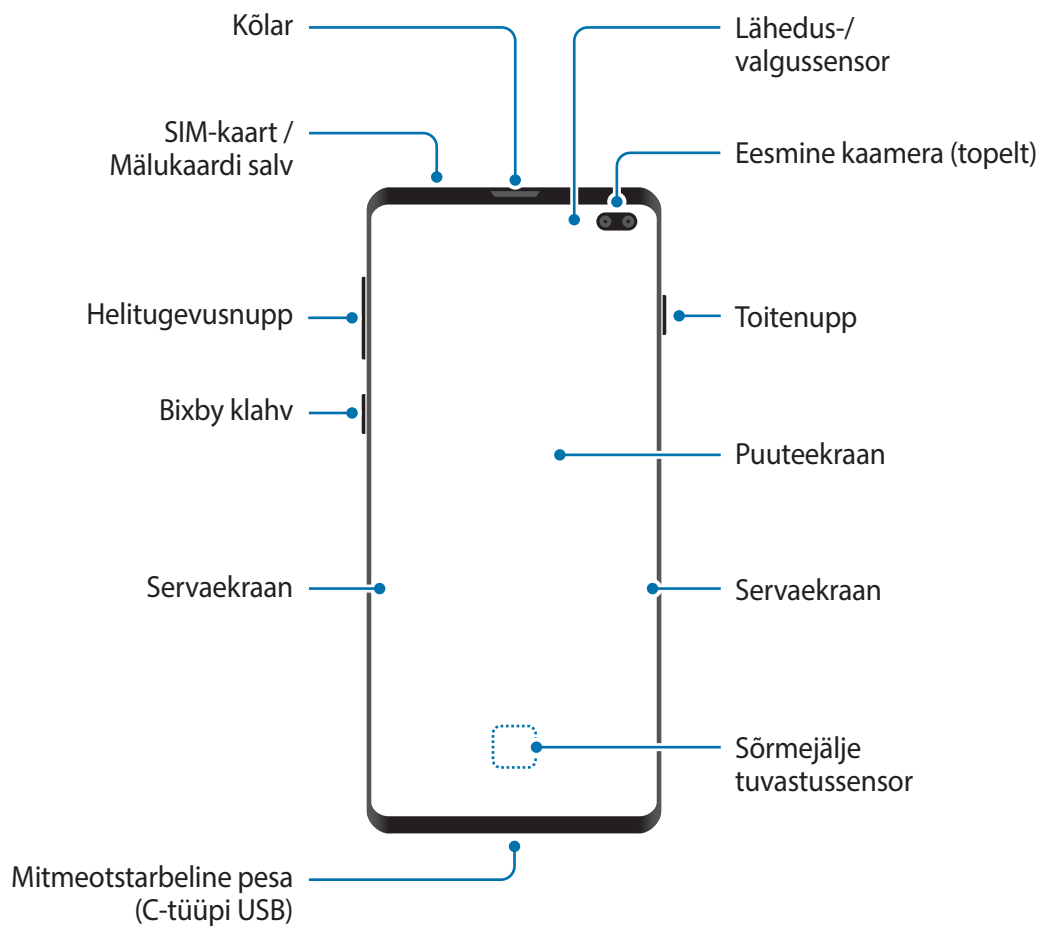 Kõlar
SIM-kaart /
Mälukaardi salv
Helitugevusnupp
Bixby klahv
Servaekraan
Mitmeotstarbeline pesa
(C-tüüpi USB)
Lähedus-/
valgussensor
Eesmine kaamera (topelt)
Toitenupp
Puuteekraan
Servaekraan
Sõrmejälje
tuvastussensor